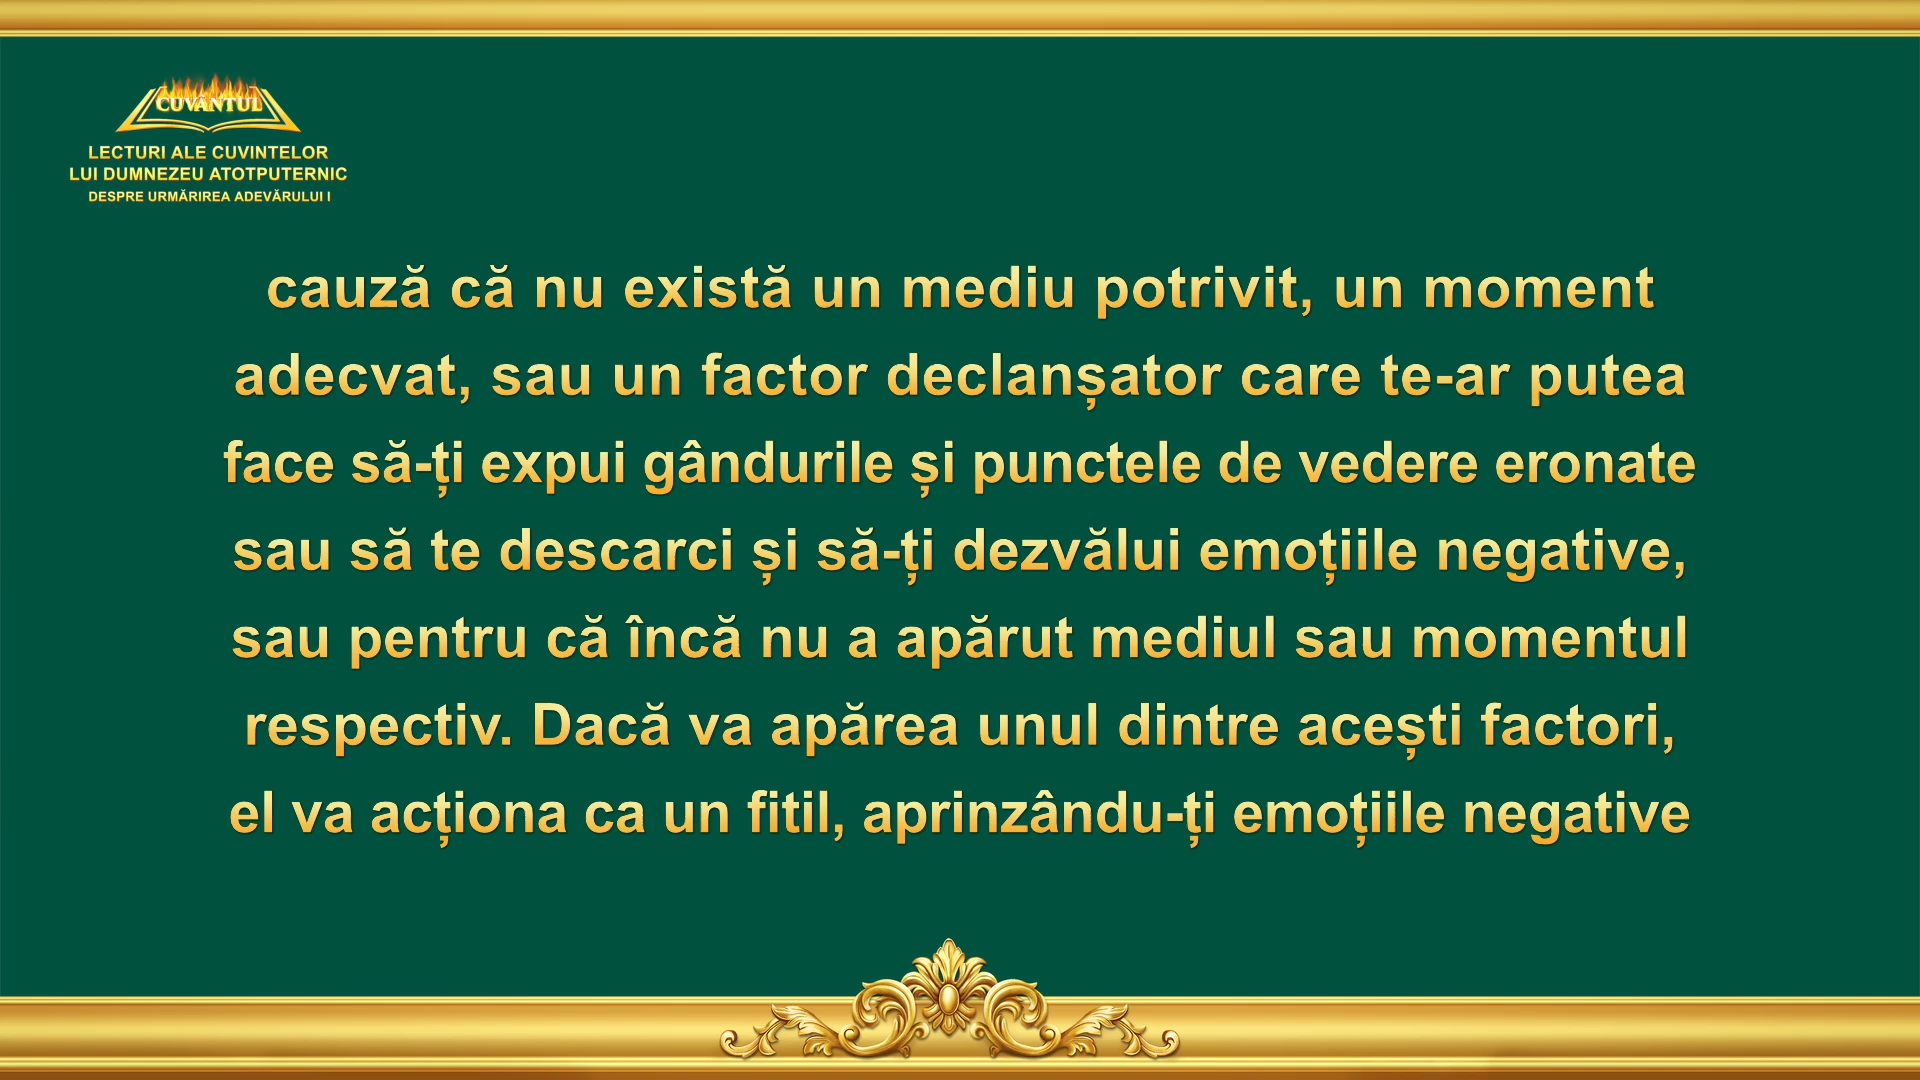 CUVÂNTUL
LECTURI ALE CUVINTELOR
LUI DUMNEZEU ATOTPUTERNIC
DESPRE URMĂRIREA ADEVĂRULUI I
cauză că nu există un mediu potrivit, un moment
adecvat, sau un factor declanșator care te-ar putea
face să-ți expui gândurile și punctele de vedere eronate
sau să te descarci și să-ți dezvălui emoțiile negative,
sau pentru că încă nu a apărut mediul sau momentul
respectiv. Dacă va apărea unul dintre acești factori,
el va acționa ca un fitil, aprinzându-ți emoțiile negative